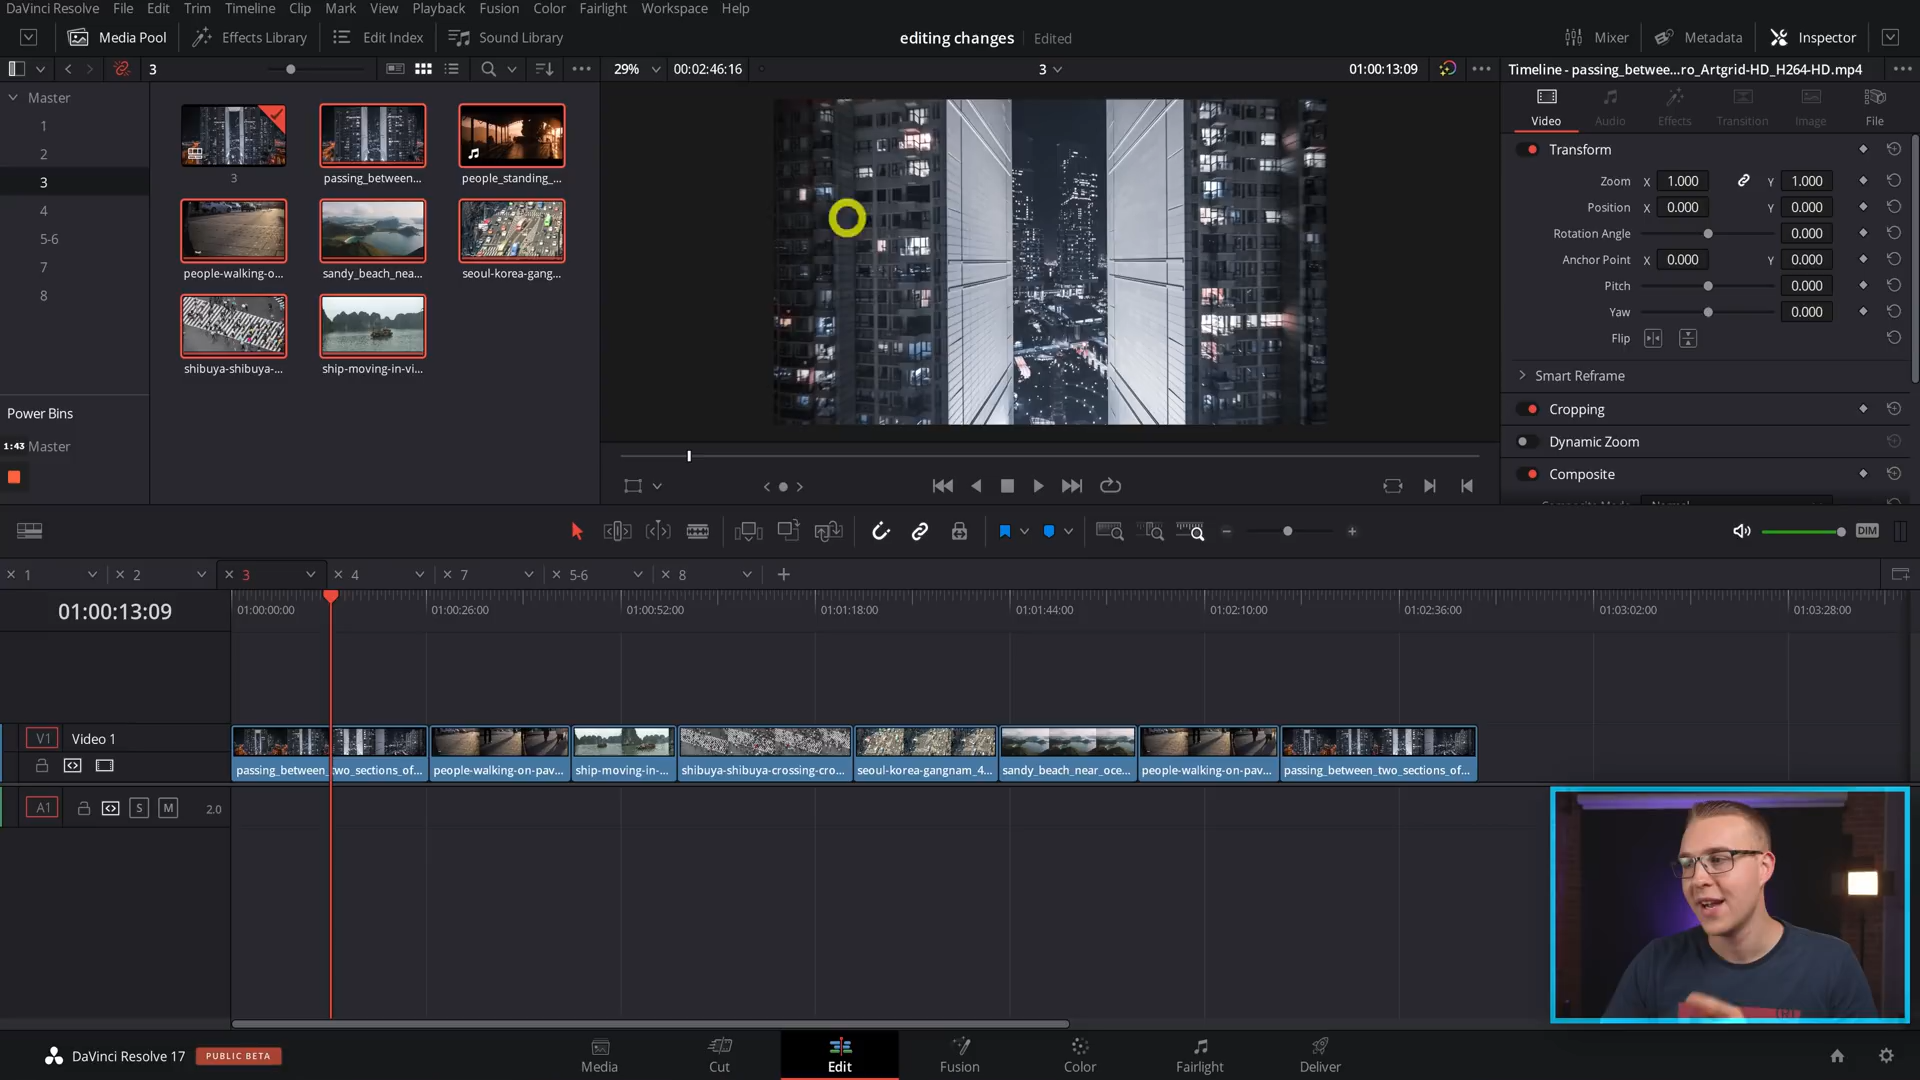 DaVinci Resolve File Edit Trim Timeline Clip Mark View Playback Fusion Color Fairlight Workspace Help
Media Pool Effects Library Edit Index Sound Library editing changes Edited Mixer Metadata Inspector
3 29% 00:02:46:16 3 01:00:13:09 Timeline - passing_betwee...ro_Artgrid-HD_H264-HD.mp4
Master
1
2
3
4
5-6
7
8
Power Bins
1:43 Master
3 passing_between... people_standing_...
people-walking-o... sandy_beach_nea... seoul-korea-gang...
shibuya-shibuya-... ship-moving-in-vi...
Video Audio Effects Transition Image File
Transform
Zoom X 1.000 Y 1.000
Position X 0.000 Y 0.000
Rotation Angle 0.000
Anchor Point X 0.000 Y 0.000
Pitch 0.000
Yaw 0.000
Flip
Smart Reframe
Cropping
Dynamic Zoom
Composite
DIM
1 2 3 4 7 5-6 8
01:00:13:09 01:00:00:00 01:00:26:00 01:00:52:00 01:01:18:00 01:01:44:00 01:02:10:00 01:02:36:00 01:03:02:00 01:03:28:00
V1 Video 1
passing_between_two_sections_of... people-walking-on-pav... ship-moving-in-... shibuya-shibuya-crossing-cro... seoul-korea-gangnam_4... sandy_beach_near_oce... people-walking-on-pav... passing_between_two_sections_of...
A1 S M 2.0
DaVinci Resolve 17 PUBLIC BETA
Media Cut Edit Fusion Color Fairlight Deliver